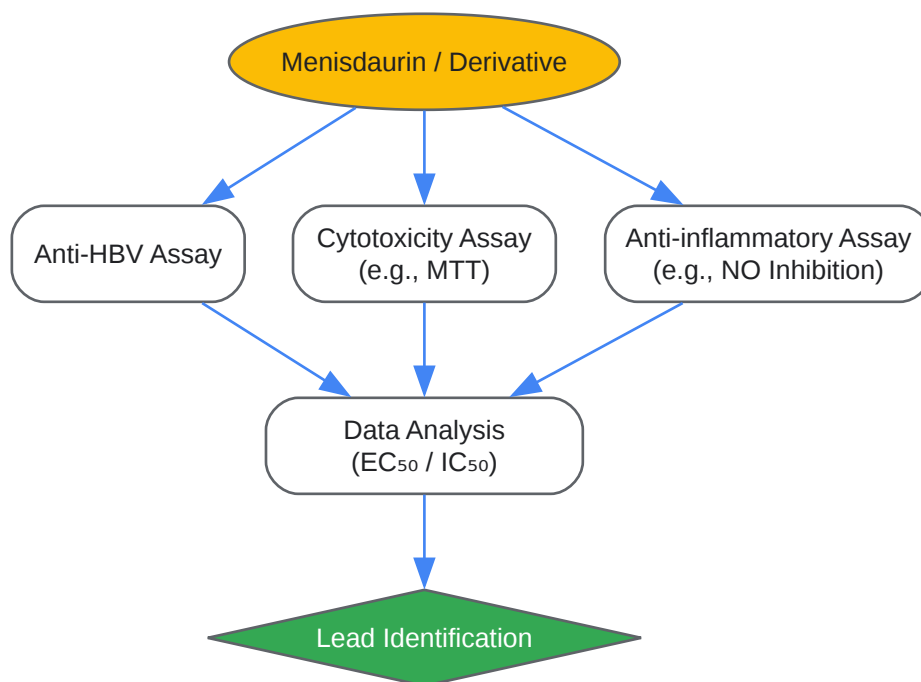 Menisdaurin / Derivative
Anti-HBV Assay
Cytotoxicity Assay
(e.g., MTT)
Anti-inflammatory Assay
(e.g., NO Inhibition)
Data Analysis
(EC₅₀ / IC₅₀)
Lead Identification